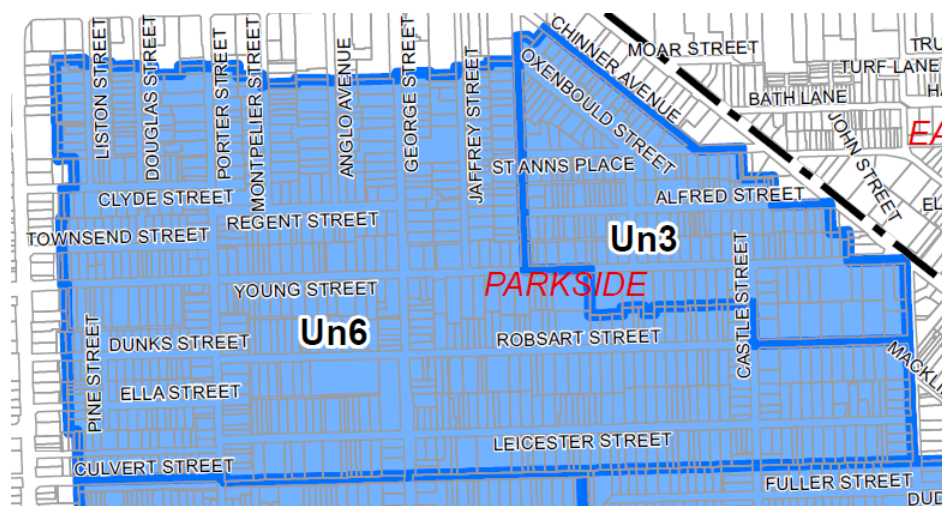 LISTON STREET
DOUGLAS STREET
PORTER STREET
MONTPELIER STREET
ANGLO AVENUE
GEORGE STREET
JAFFREY STREET
CHINNER AVENUE
OXENBOULD STREET
MOAR STREET
TURF LANE
BATH LANE
JOHN STREET
ST ANNS PLACE
CLYDE STREET
ALFRED STREET
REGENT STREET
TOWNSEND STREET
Un3
CASTLE STREET
PARKSIDE
YOUNG STREET
Un6
DUNKS STREET
ROBSART STREET
PINE STREET
ELLA STREET
LEICESTER STREET
CULVERT STREET
FULLER STREET